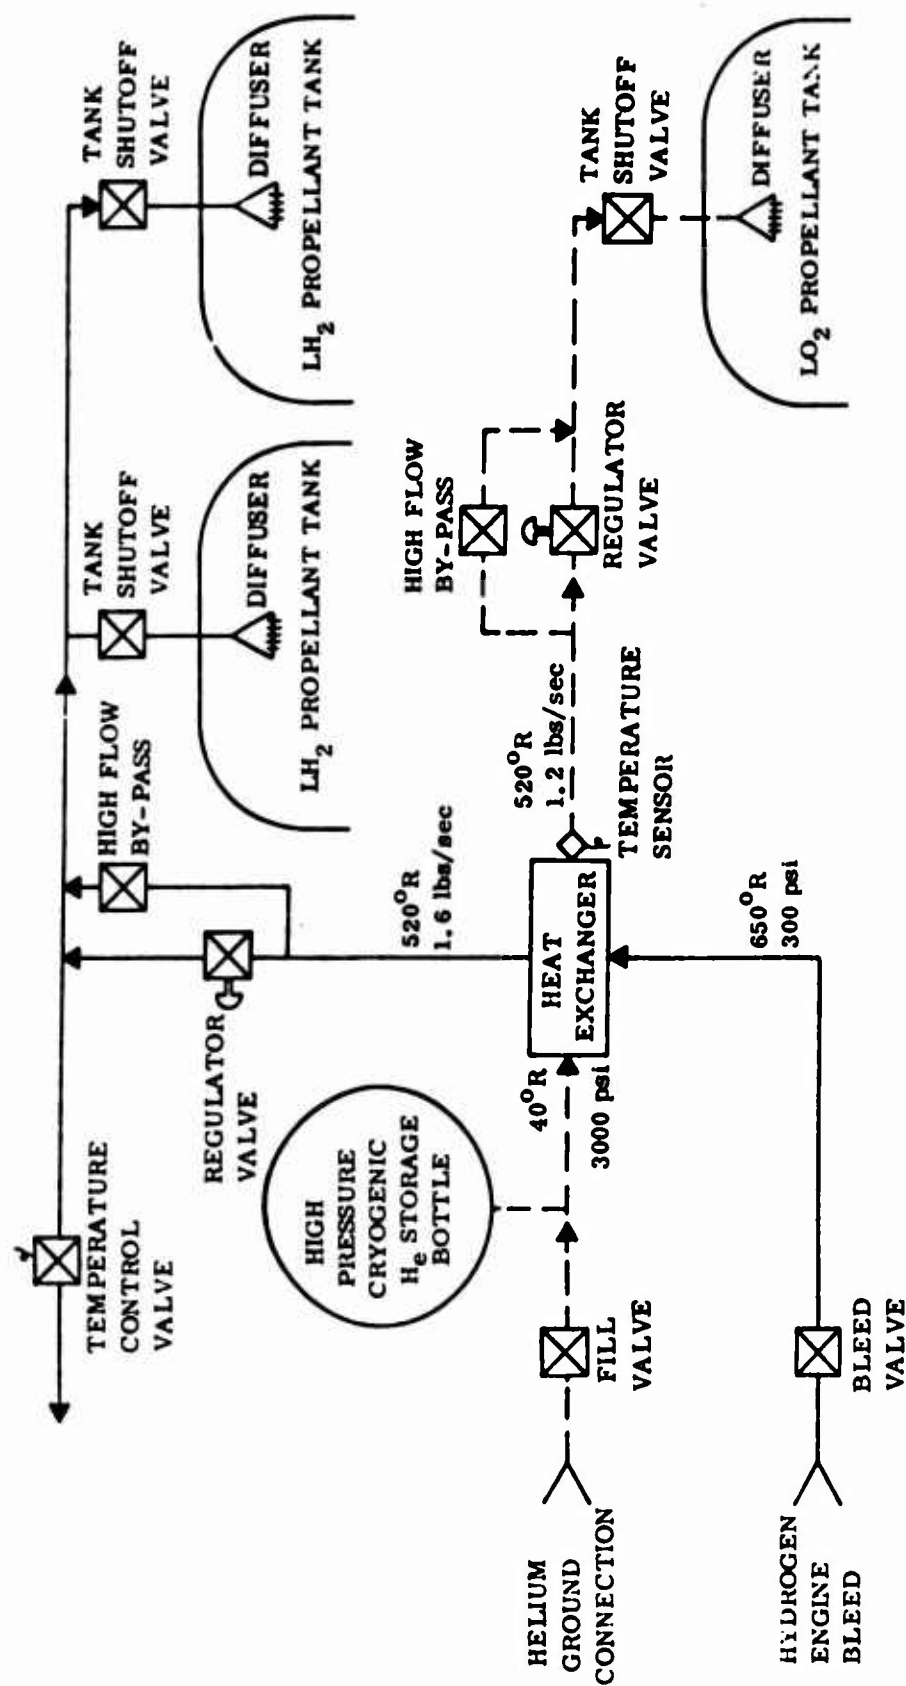 TEMPERATURE
CONTROL
VALVE
REGULATOR
VALVE
HIGH FLOW
BY-PASS
TANK
SHUTOFF
VALVE
DIFFUSER
LH₂ PROPELLANT TANK
TANK
SHUTOFF
VALVE
DIFFUSER
LH₂ PROPELLANT TANK
520°R
1.6 lbs/sec
HIGH
PRESSURE
CRYOGENIC
He STORAGE
BOTTLE
HELIUM
GROUND
CONNECTION
FILL
VALVE
40°R
3000 psi
HEAT
EXCHANGER
520°R
1.2 lbs/sec
TEMPERATURE
SENSOR
HIGH FLOW
BY-PASS
REGULATOR
VALVE
TANK
SHUTOFF
VALVE
DIFFUSER
LO₂ PROPELLANT TANK
HYDROGEN
ENGINE
BLEED
BLEED
VALVE
650°R
300 psi